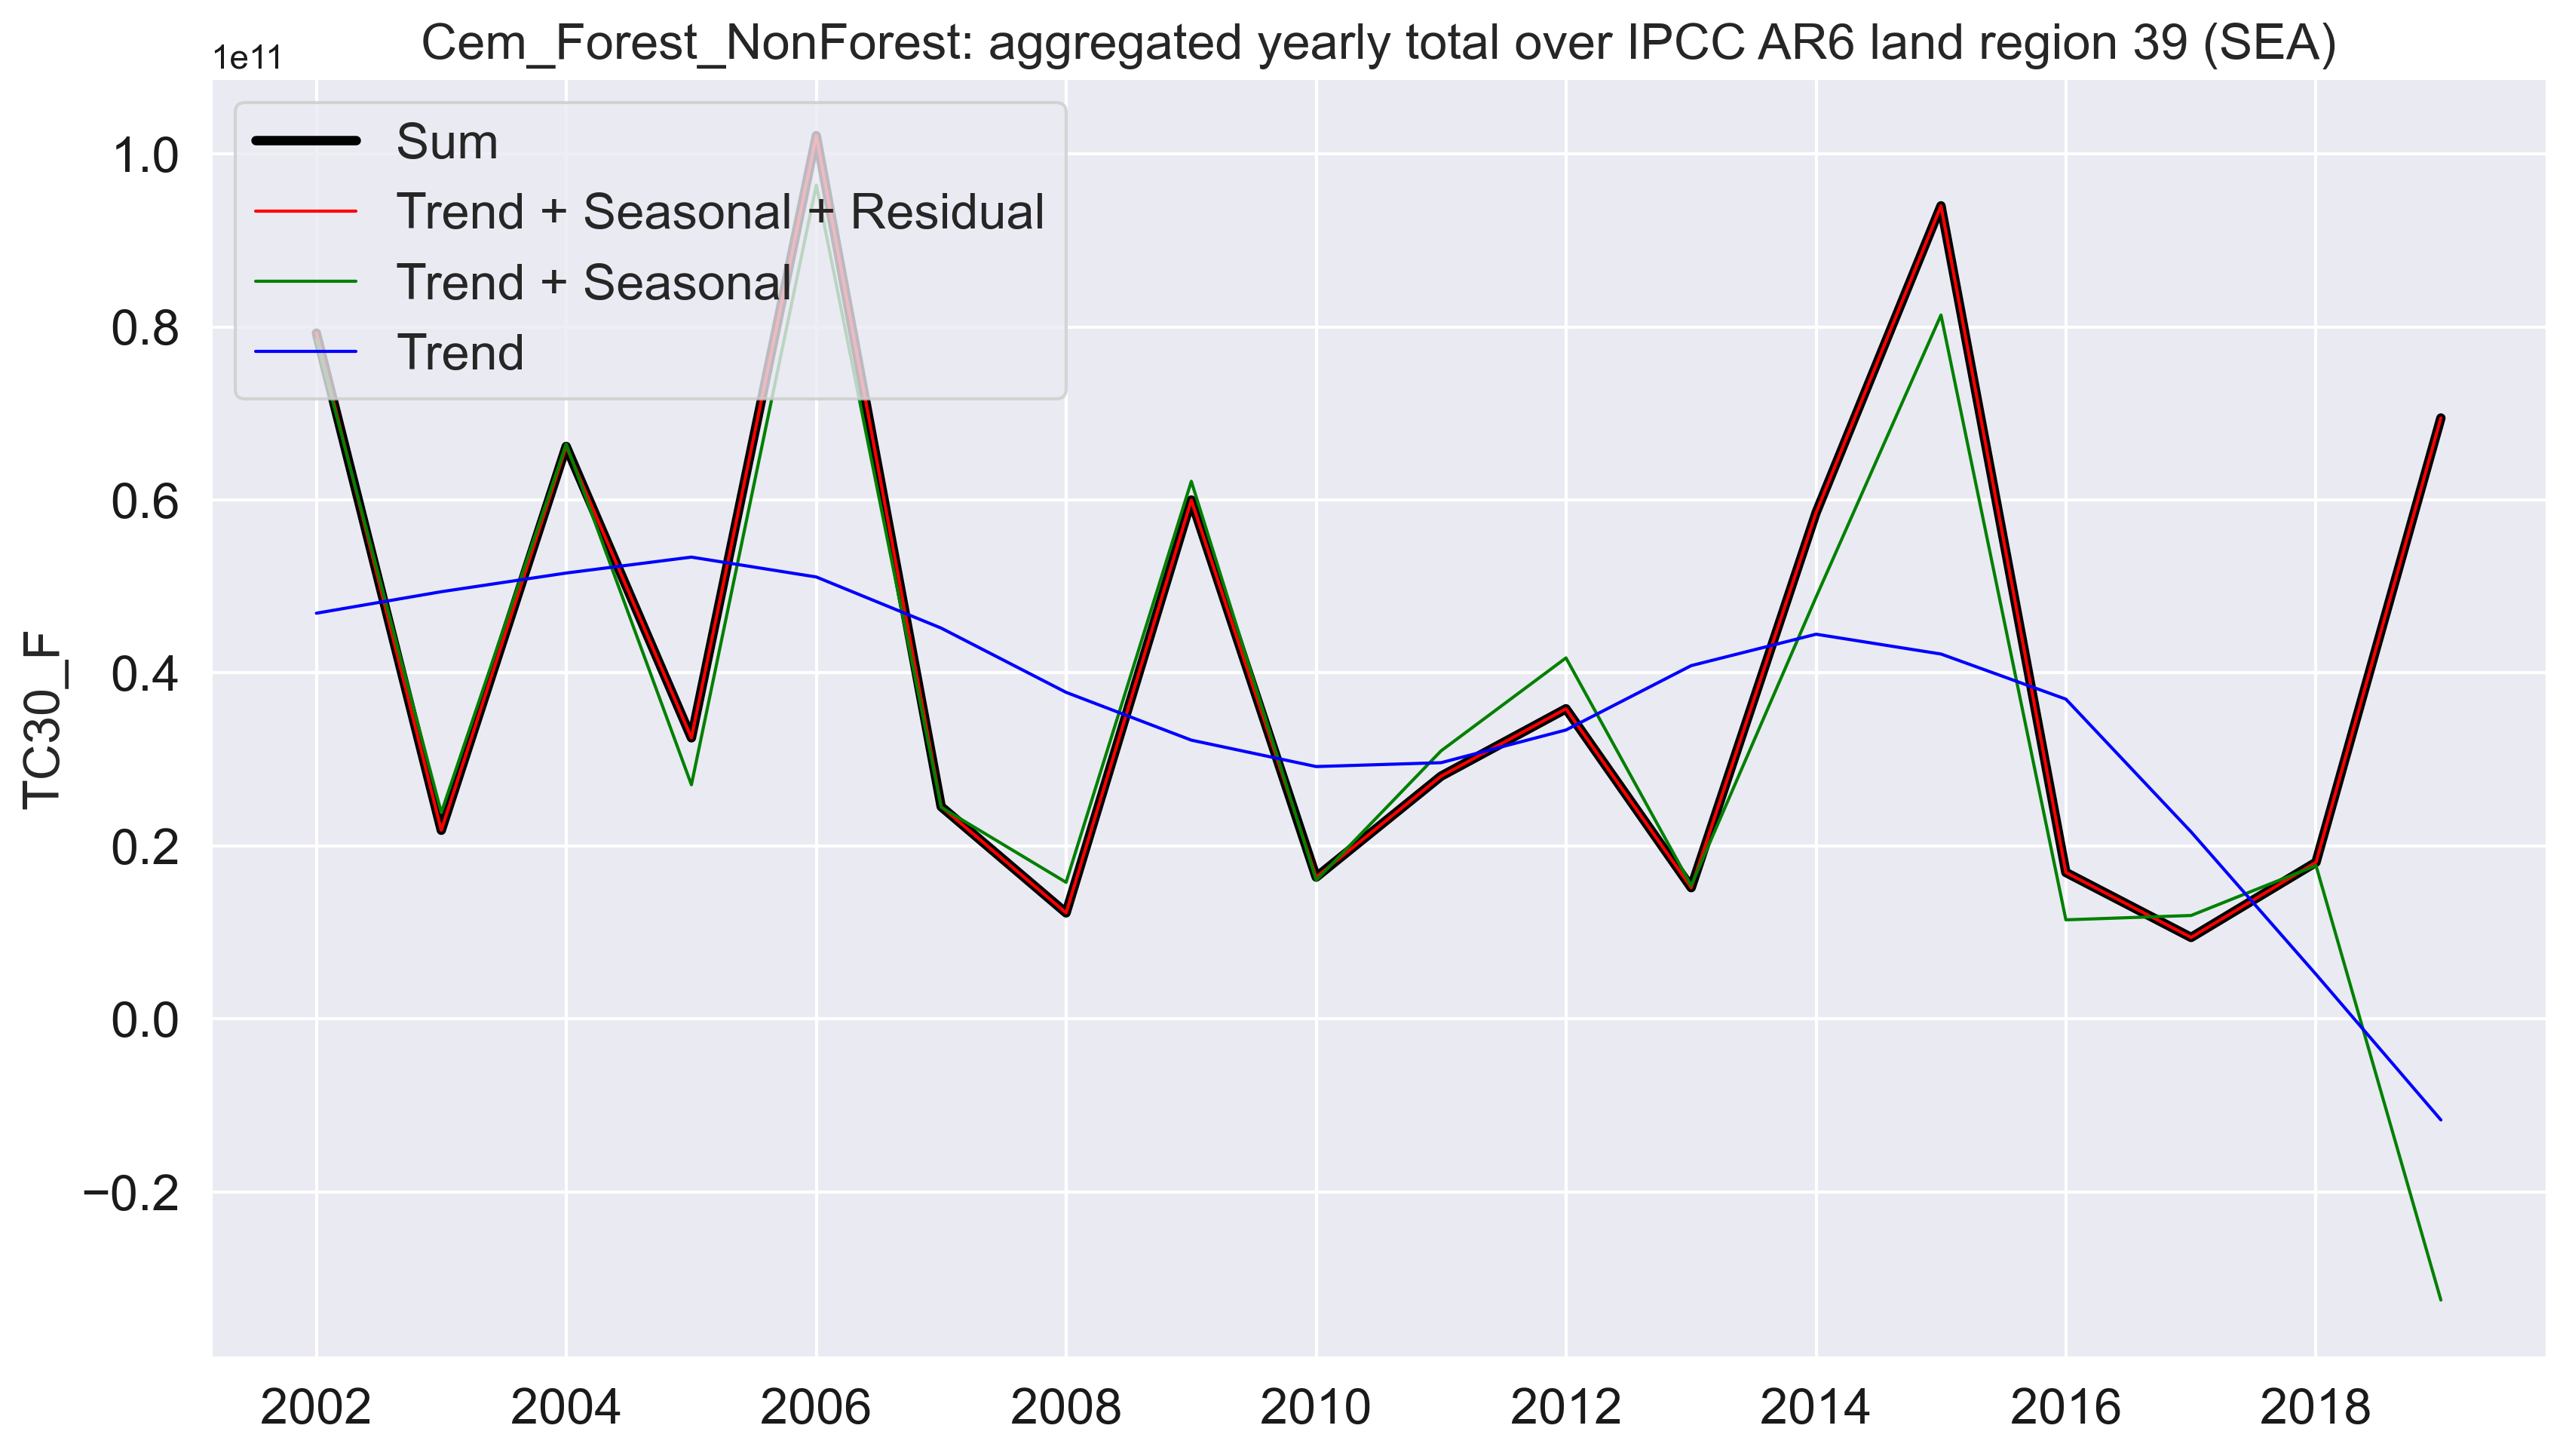 Cem_Forest_NonForest: aggregated yearly total over IPCC AR6 land region 39 (SEA)
1e11
Sum
Trend + Seasonal + Residual
Trend + Seasonal
Trend
1.0
0.8
0.6
0.4
0.2
0.0
−0.2
TC30_F
2002 2004 2006 2008 2010 2012 2014 2016 2018